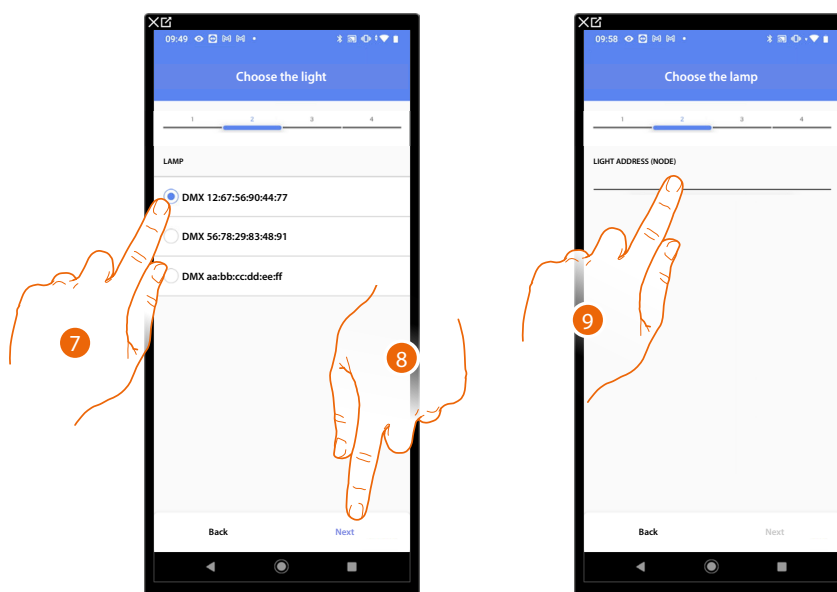 09:49
Choose the light
1 2 3 4
LAMP
DMX 12:67:56:90:44:77
DMX 56:78:29:83:48:91
DMX aa:bb:cc:dd:ee:ff
7
8
Back Next
09:58
Choose the lamp
1 2 3 4
LIGHT ADDRESS (NODE)
9
Back Next